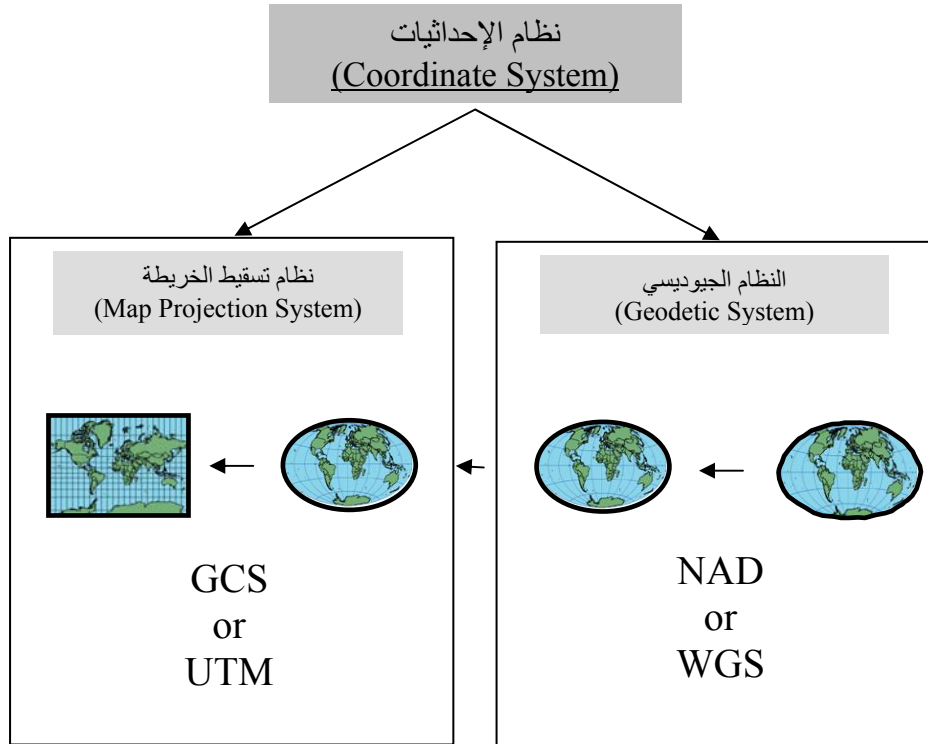 نظام الإحداثيات
(Coordinate System)
النظام الجيوديسي
(Geodetic System)
NAD
or
WGS
نظام تسقيط الخريطة
(Map Projection System)
GCS
or
UTM